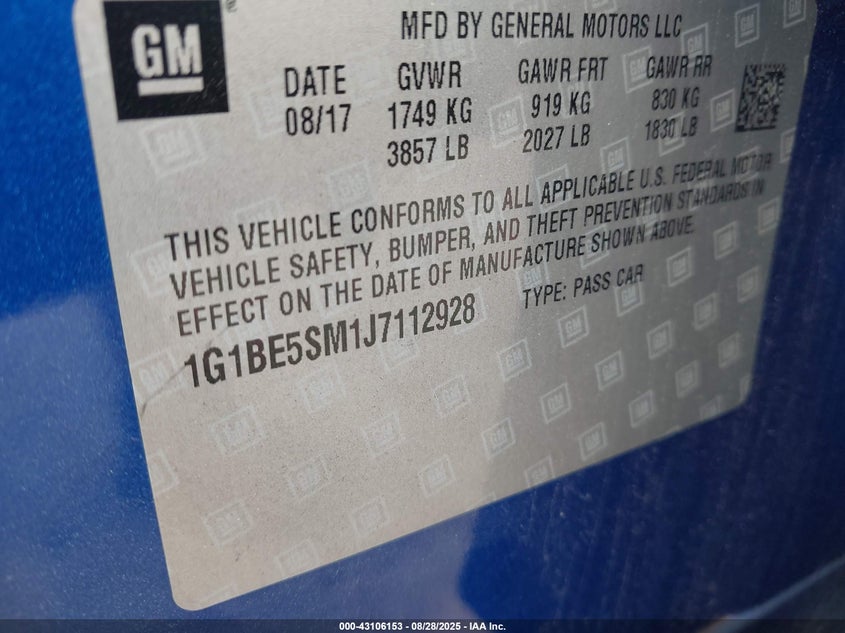 GM
®
MFD BY GENERAL MOTORS LLC
DATE GVWR GAWR FRT GAWR RR
08/17 1749 KG 919 KG 830 KG
3857 LB 2027 LB 1830 LB
THIS VEHICLE CONFORMS TO ALL APPLICABLE U.S. FEDERAL MOTOR
VEHICLE SAFETY, BUMPER, AND THEFT PREVENTION STANDARDS IN
EFFECT ON THE DATE OF MANUFACTURE SHOWN ABOVE.
1G1BE5SM1J7112928 TYPE: PASS CAR
000-43106153 - 08/28/2025 - IAA Inc.